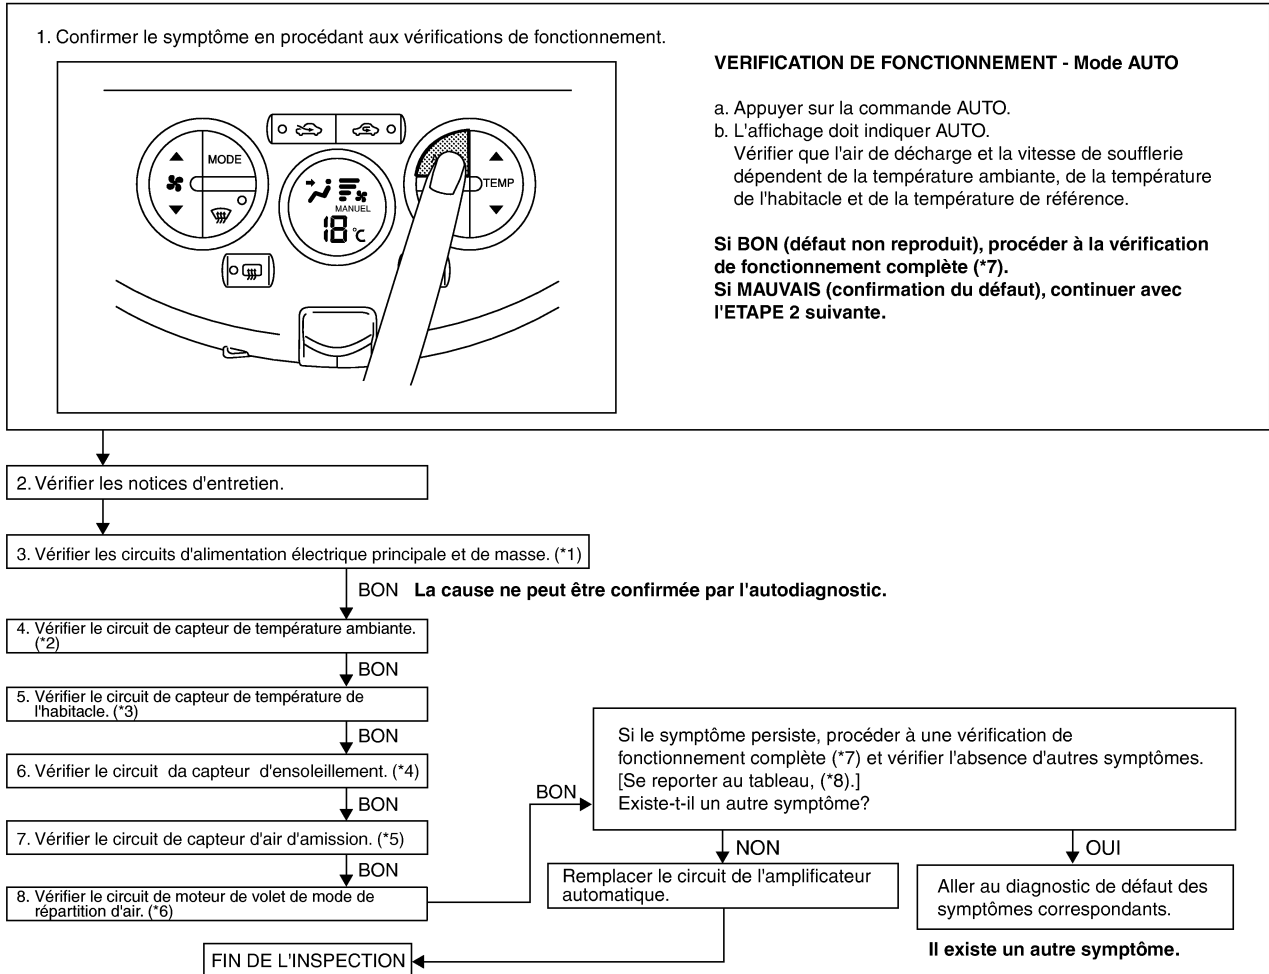 1. Confirmer le symptôme en procédant aux vérifications de fonctionnement.
MODE
TEMP
MANUEL
18 °C
VERIFICATION DE FONCTIONNEMENT - Mode AUTO
a. Appuyer sur la commande AUTO.
b. L'affichage doit indiquer AUTO.
Vérifier que l'air de décharge et la vitesse de soufflerie
dépendent de la température ambiante, de la température
de l'habitacle et de la température de référence.
Si BON (défaut non reproduit), procéder à la vérification
de fonctionnement complète (*7).
Si MAUVAIS (confirmation du défaut), continuer avec
l'ETAPE 2 suivante.
2. Vérifier les notices d'entretien.
3. Vérifier les circuits d'alimentation électrique principale et de masse. (*1)
BON La cause ne peut être confirmée par l'autodiagnostic.
4. Vérifier le circuit de capteur de température ambiante.
(*2)
BON
5. Vérifier le circuit de capteur de température de
l'habitacle. (*3)
BON
6. Vérifier le circuit da capteur d'ensoleillement. (*4)
BON
7. Vérifier le circuit de capteur d'air d'amission. (*5)
BON
8. Vérifier le circuit de moteur de volet de mode de
répartition d'air. (*6)
BON
Si le symptôme persiste, procéder à une vérification de
fonctionnement complète (*7) et vérifier l'absence d'autres symptômes.
[Se reporter au tableau, (*8).]
Existe-t-il un autre symptôme?
NON
OUI
Remplacer le circuit de l'amplificateur
automatique.
Aller au diagnostic de défaut des
symptômes correspondants.
Il existe un autre symptôme.
FIN DE L'INSPECTION